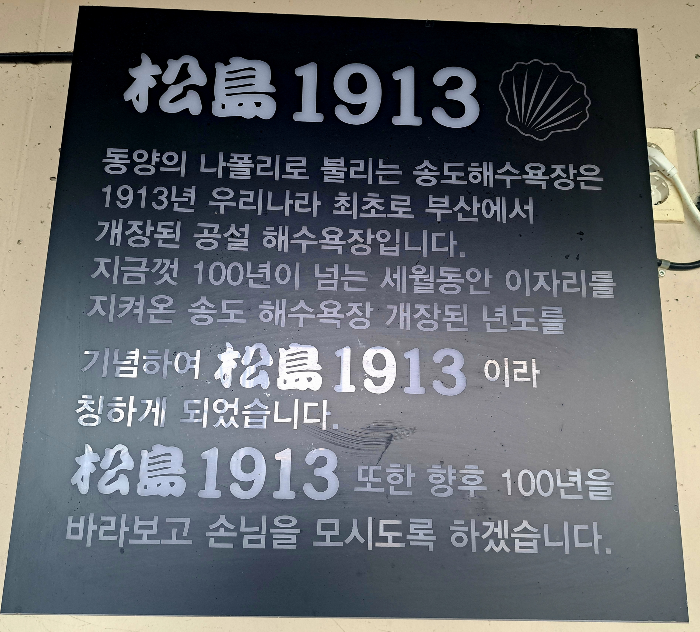 松島1913
동양의 나폴리로 불리는 송도해수욕장은
1913년 우리나라 최초로 부산에서
개장된 공설 해수욕장입니다.
지금껏 100년이 넘는 세월동안 이자리를
지켜온 송도 해수욕장 개장된 년도를
기념하여 松島1913 이라
칭하게 되었습니다.
松島1913 또한 향후 100년을
바라보고 손님을 모시도록 하겠습니다.